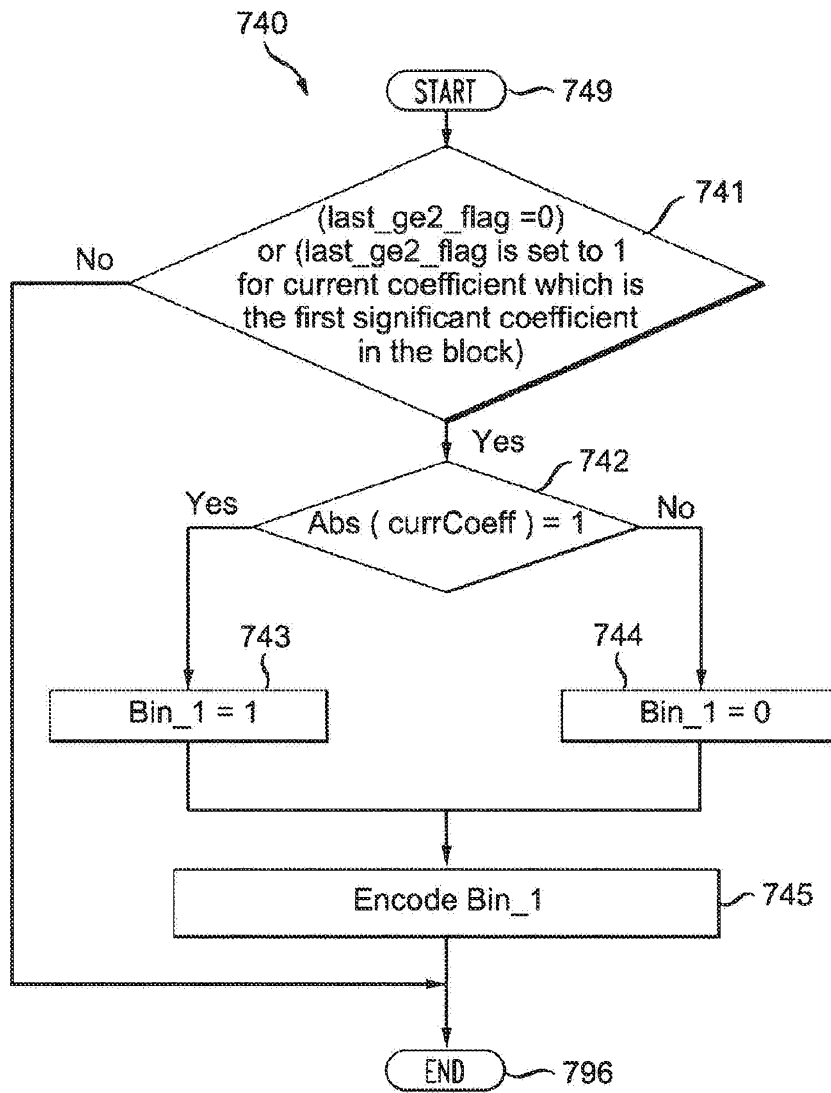 740
START
749
741
(last_ge2_flag =0)
or (last_ge2_flag is set to 1
for current coefficient which is
the first significant coefficient
in the block)
No
Yes
742
Yes
Abs ( currCoeff ) = 1
No
743
744
Bin_1 = 1
Bin_1 = 0
Encode Bin_1
745
END
796